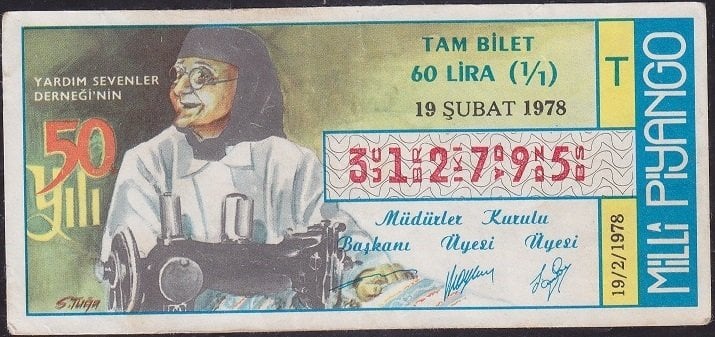 YARDIM SEVENLER
DERNEĞİ'NİN
50
Yılı
S.TUĞA
TAM BİLET
60 LİRA (1/1)
19 ŞUBAT 1978
312795
Müdürler Kurulu
Başkanı Üyesi Üyesi
T
19/2/1978
MİLLİ PİYANGO